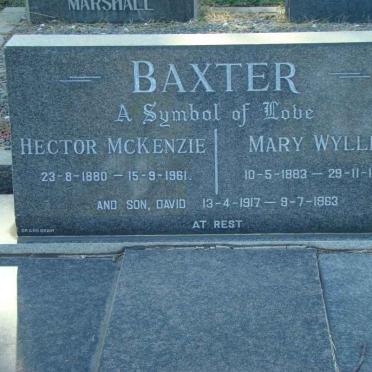 MARSHALL
BAXTER
A Symbol of Love
HECTOR MCKENZIE MARY WYLL
23-8-1880 — 15-9-1961. 10-5-1883 — 29-11-1
AND SON, DAVID 13-4-1917 — 9-7-1963
AT REST